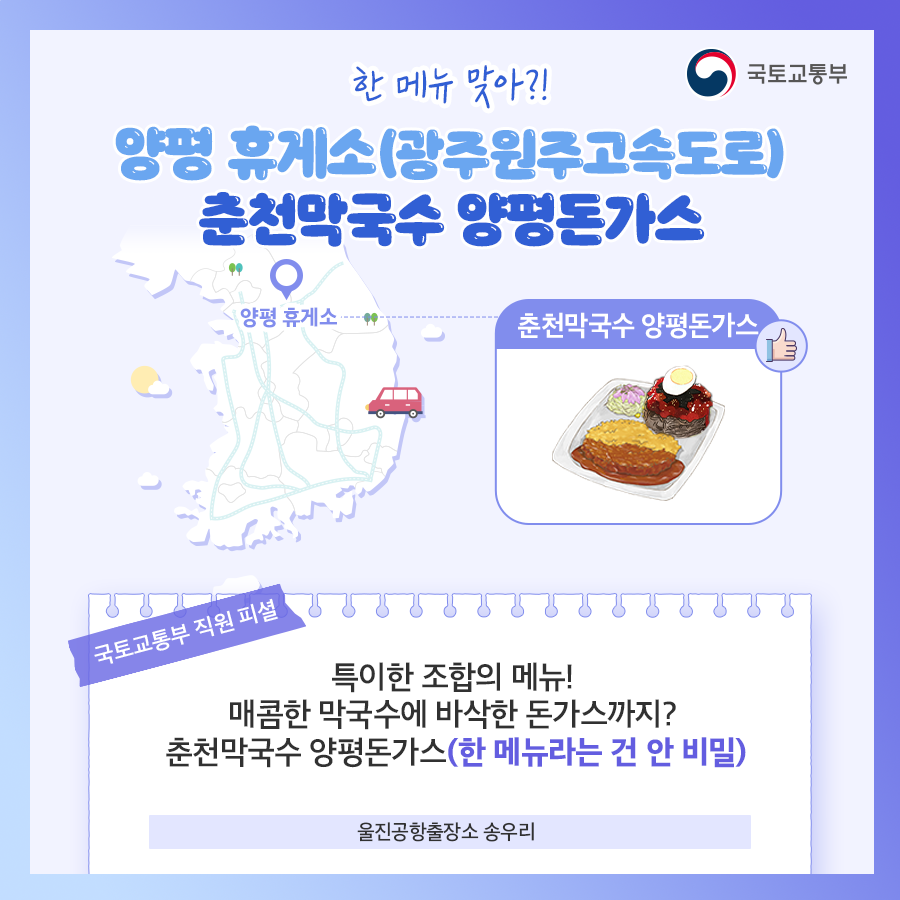 국토교통부
한 메뉴 맞아?!
양평 휴게소(광주원주고속도로)
춘천막국수 양평돈가스
양평 휴게소
춘천막국수 양평돈가스
국토교통부 직원 피셜
특이한 조합의 메뉴!
매콤한 막국수에 바삭한 돈가스까지?
춘천막국수 양평돈가스(한 메뉴라는 건 안 비밀)
울진공항출장소 송우리